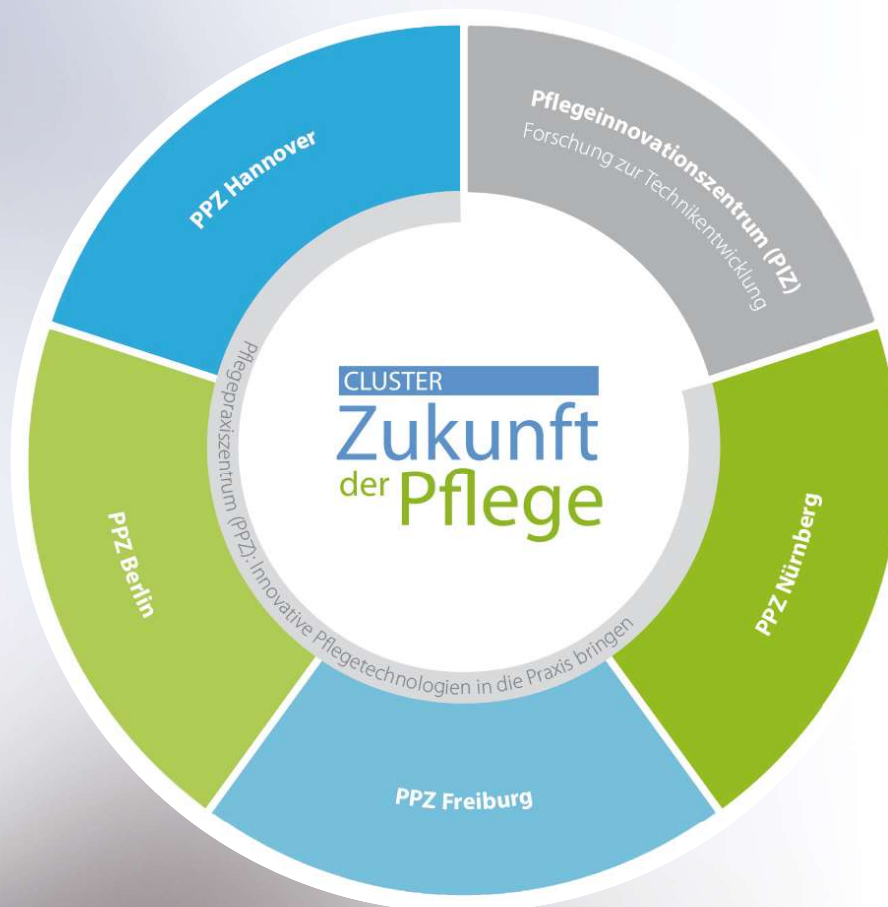 PPZ Hannover
Pflegeinnovationszentrum (PIZ)
Forschung zur Technikentwicklung
CLUSTER
Zukunft
der Pflege
Pflegepraxiszentrum (PPZ): Innovative Pflegetechnologien in die Praxis bringen
PPZ Berlin
PPZ Nürnberg
PPZ Freiburg